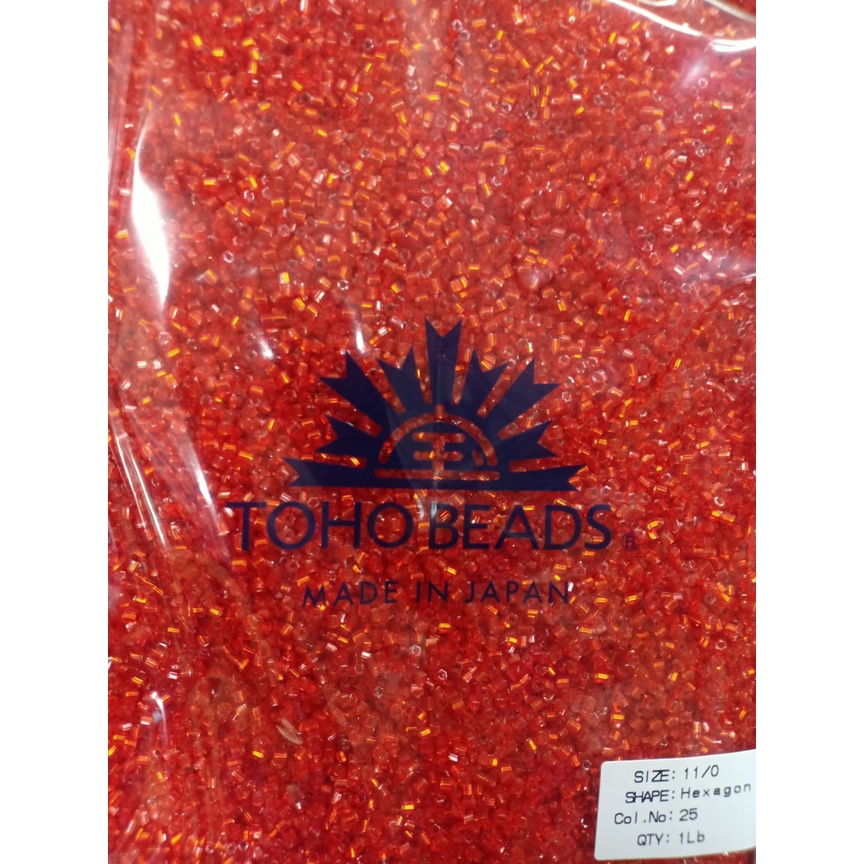 TOHO BEADS®
MADE IN JAPAN
SIZE: 11/0
SHAPE: Hexagon
Col.No: 25
QTY: 1Lb